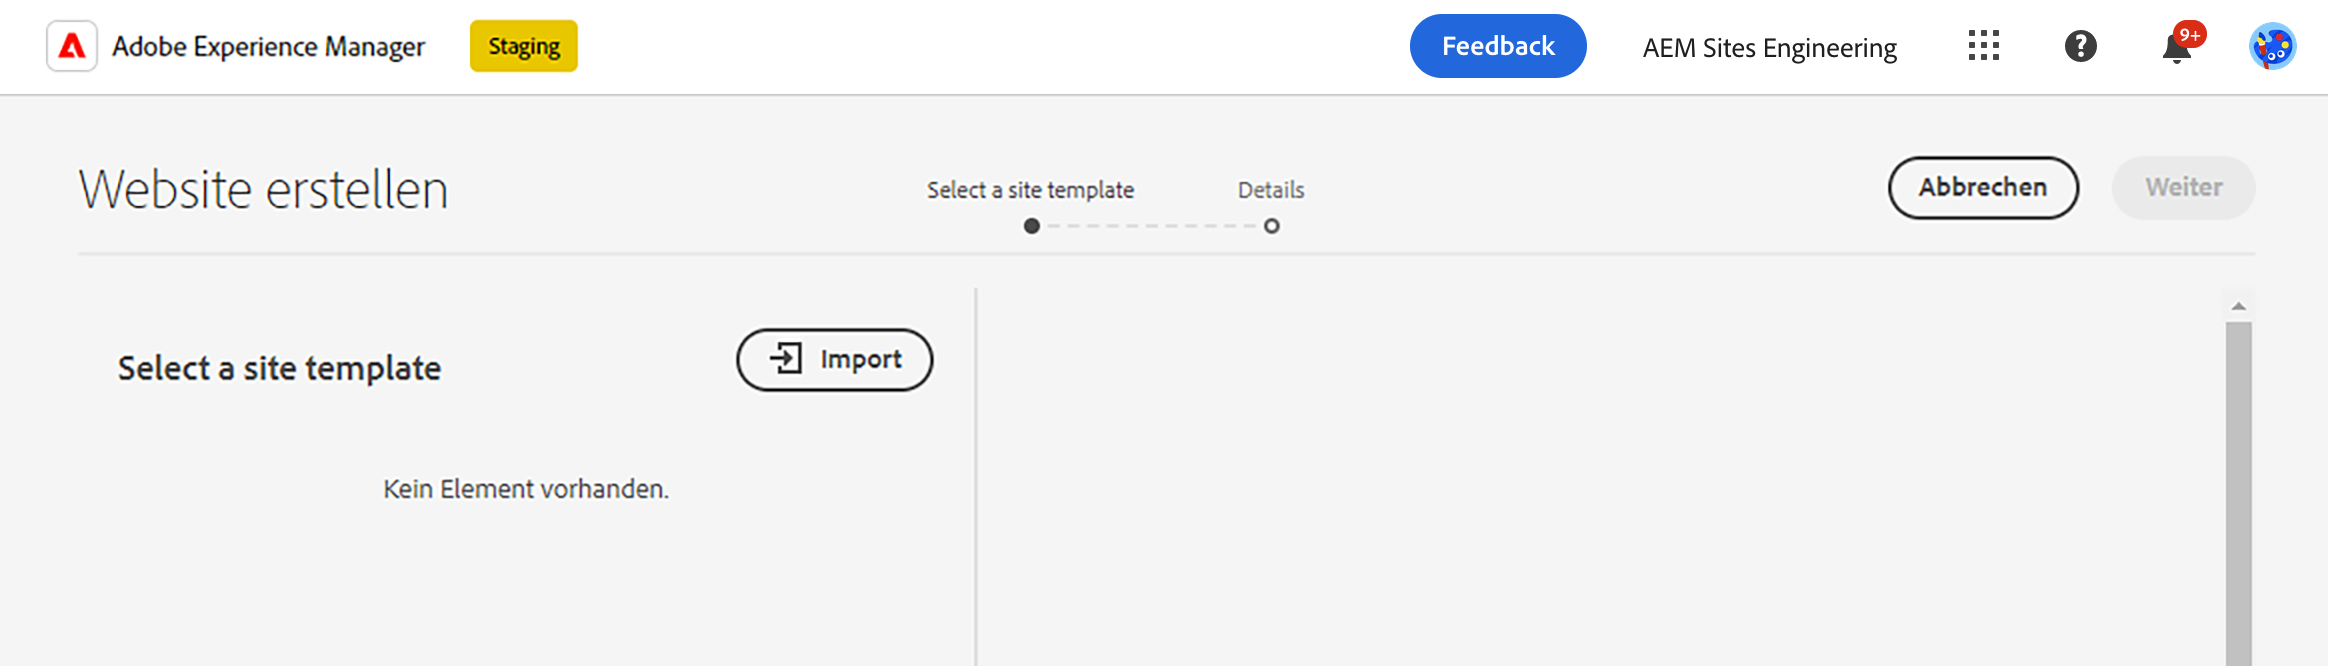 Adobe Experience Manager
Staging
Feedback
AEM Sites Engineering
9+
Website erstellen
Select a site template
Details
Abbrechen
Weiter
Select a site template
Import
Kein Element vorhanden.